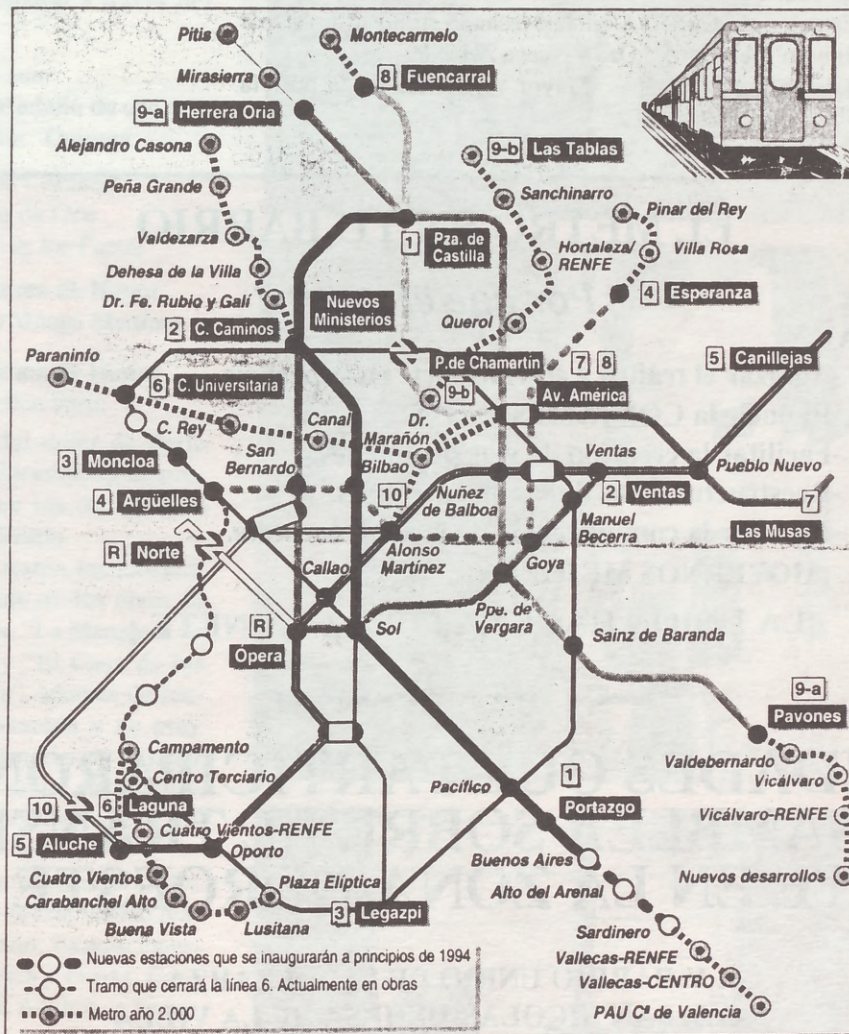 Pitis
Montecarmelo
Mirasierra
8 Fuencarral
9-a Herrera Oria
Alejandro Casona
9-b Las Tablas
Peña Grande
Sanchinarro
Pinar del Rey
Valdezarza
1 Pza. de
Castilla
Hortaleza/
RENFE
Villa Rosa
Dehesa de la Villa
Dr. Fe. Rubio y Galí
Nuevos
Ministerios
4 Esperanza
2 C. Caminos
Querol
Paraninfo
P. de Chamartín
7 8
5 Canillejas
6 C. Universitaria
9-b
Av. América
C. Rey
Canal
Dr.
Marañón
3 Moncloa
San
Bernardo
Bilbao
Ventas
Pueblo Nuevo
4 Argüelles
10
Nuñez
de Balboa
2 Ventas
7
Las Musas
R Norte
Manuel
Becerra
Callao
Alonso
Martínez
Goya
R
Ópera
Sol
Ppe. de
Vergara
Sainz de Baranda
9-a
Pavones
Campamento
Valdebernardo
Centro Terciario
Pacífico
1
Portazgo
Vicálvaro
10
6 Laguna
Vicálvaro-RENFE
Cuatro Vientos-RENFE
5 Aluche
Oporto
Buenos Aires
Cuatro Vientos
Plaza Elíptica
Nuevos desarrollos
Carabanchel Alto
Alto del Arenal
Buena Vista
Lusitana
3 Legazpi
Sardinero
Vallecas-RENFE
Vallecas-CENTRO
PAU Cª de Valencia
Nuevas estaciones que se inaugurarán a principios de 1994
Tramo que cerrará la línea 6. Actualmente en obras
Metro año 2.000